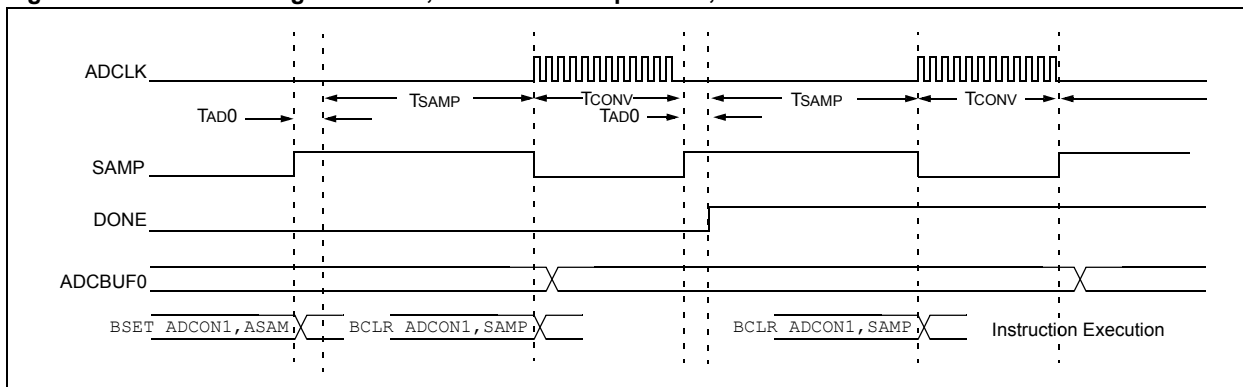 ADCLK
TSAMP
TCONV
TSAMP
TCONV
TAD0
TAD0
SAMP
DONE
ADCBUF0
BSET ADCON1,ASAM
BCLR ADCON1,SAMP
BCLR ADCON1,SAMP
Instruction Execution